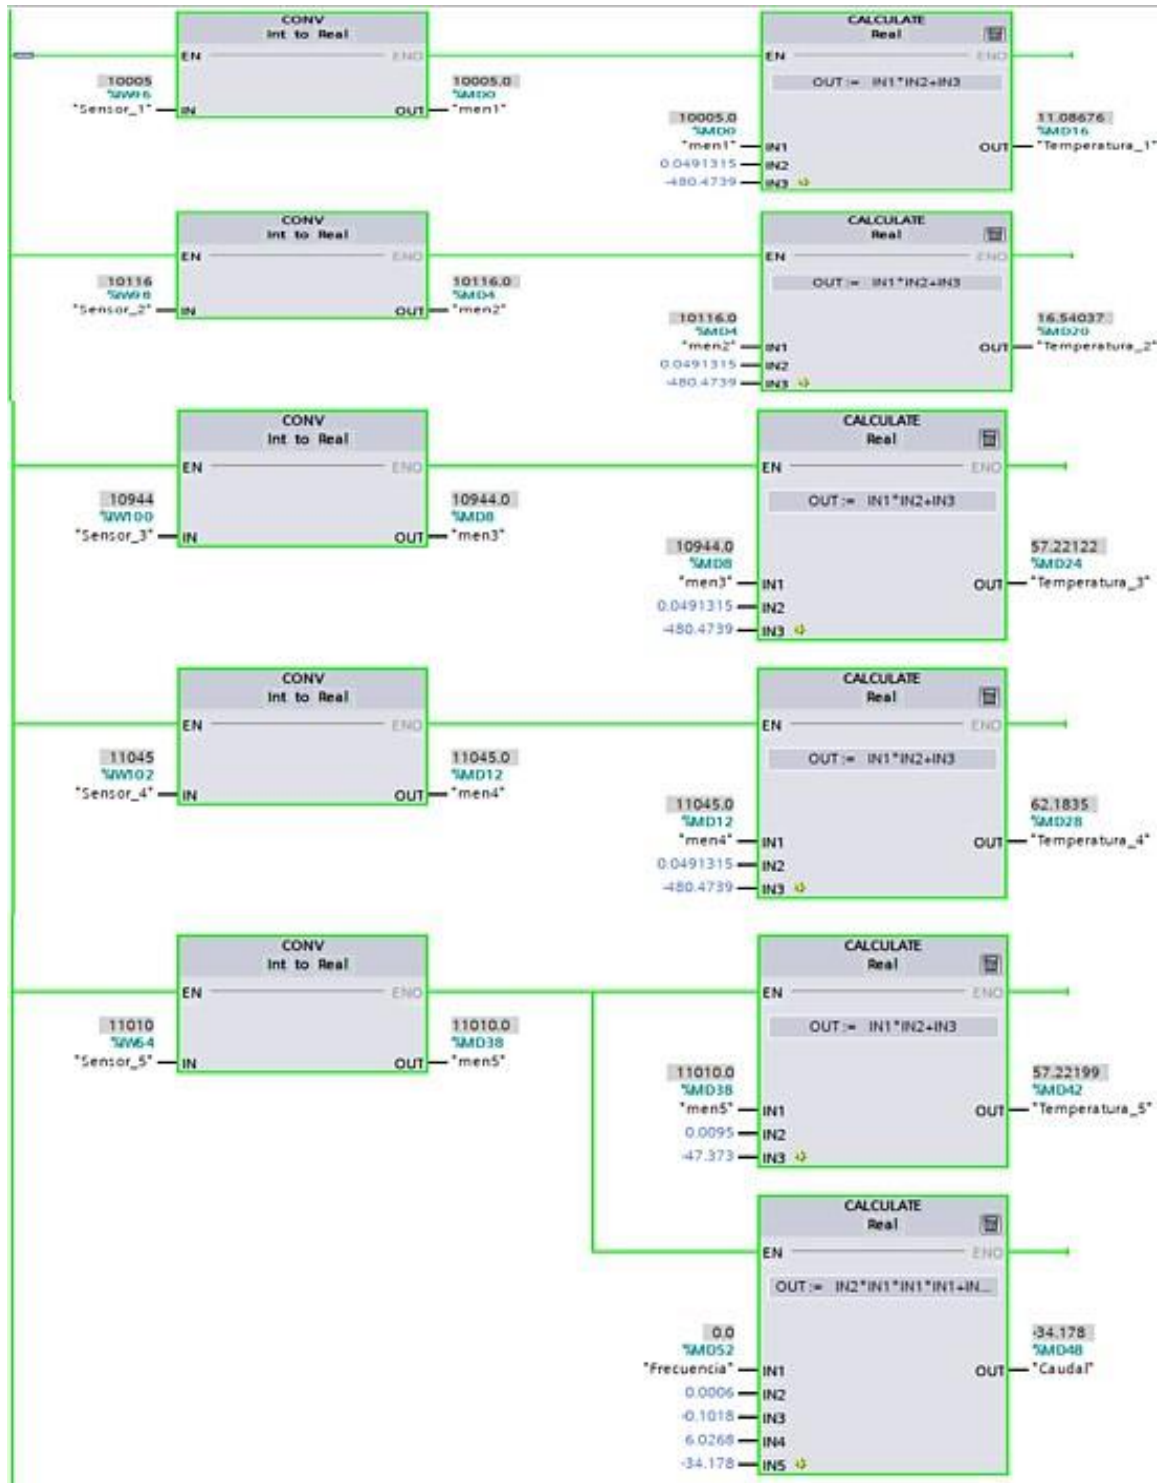 CONV
Int to Real
EN ENO
10005
%IW96
"Sensor_1" IN
10005.0
%MD0
OUT "men1"
CALCULATE
Real
EN ENO
OUT := IN1*IN2+IN3
10005.0
%MD0
"men1" IN1
0.0491315 IN2
-480.4739 IN3
11.08676
%MD16
OUT "Temperatura_1"
CONV
Int to Real
EN ENO
10116
%IW98
"Sensor_2" IN
10116.0
%MD4
OUT "men2"
CALCULATE
Real
EN ENO
OUT := IN1*IN2+IN3
10116.0
%MD4
"men2" IN1
0.0491315 IN2
-480.4739 IN3
16.54037
%MD20
OUT "Temperatura_2"
CONV
Int to Real
EN ENO
10944
%IW100
"Sensor_3" IN
10944.0
%MD8
OUT "men3"
CALCULATE
Real
EN ENO
OUT := IN1*IN2+IN3
10944.0
%MD8
"men3" IN1
0.0491315 IN2
-480.4739 IN3
57.22122
%MD24
OUT "Temperatura_3"
CONV
Int to Real
EN ENO
11045
%IW102
"Sensor_4" IN
11045.0
%MD12
OUT "men4"
CALCULATE
Real
EN ENO
OUT := IN1*IN2+IN3
11045.0
%MD12
"men4" IN1
0.0491315 IN2
-480.4739 IN3
62.1835
%MD28
OUT "Temperatura_4"
CONV
Int to Real
EN ENO
11010
%IW64
"Sensor_5" IN
11010.0
%MD38
OUT "men5"
CALCULATE
Real
EN ENO
OUT := IN1*IN2+IN3
11010.0
%MD38
"men5" IN1
0.0095 IN2
-47.373 IN3
57.22199
%MD42
OUT "Temperatura_5"
CALCULATE
Real
EN ENO
OUT := IN2*IN1*IN1*IN1+IN...
0.0
%MD52
"Frecuencia" IN1
0.0006 IN2
-0.1018 IN3
6.0268 IN4
-34.178 IN5
-34.178
%MD48
OUT "Caudal"